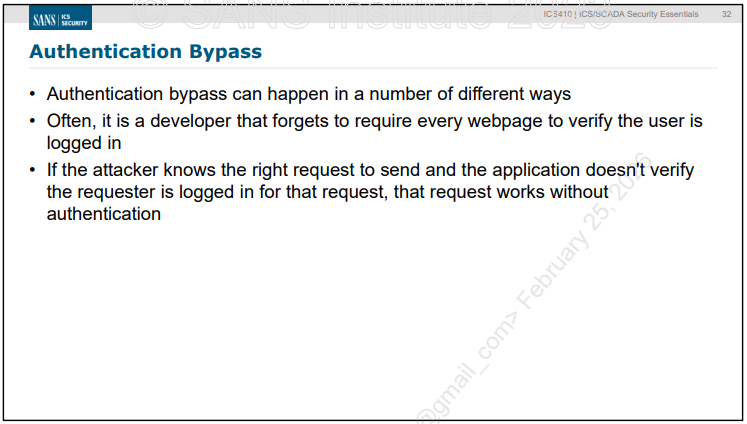 © SANS Institute 2026
SANS ICS SECURITY
ICS410 | ICS/SCADA Security Essentials 32
Authentication Bypass
• Authentication bypass can happen in a number of different ways
• Often, it is a developer that forgets to require every webpage to verify the user is
logged in
• If the attacker knows the right request to send and the application doesn't verify
the requester is logged in for that request, that request works without
authentication
@gmail_com> February 25, 2026